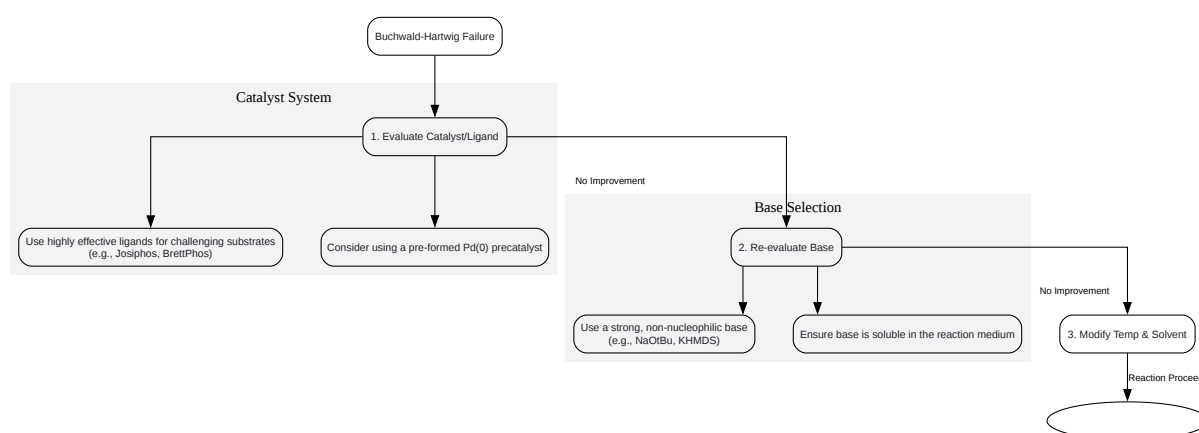 Buchwald-Hartwig Failure
Catalyst System
1. Evaluate Catalyst/Ligand
No Improvement
Base Selection
Use highly effective ligands for challenging substrates
(e.g., Josiphos, BrettPhos)
Consider using a pre-formed Pd(0) precatalyst
2. Re-evaluate Base
No Improvement
Use a strong, non-nucleophilic base
(e.g., NaOtBu, KHMDS)
Ensure base is soluble in the reaction medium
3. Modify Temp & Solvent
Reaction